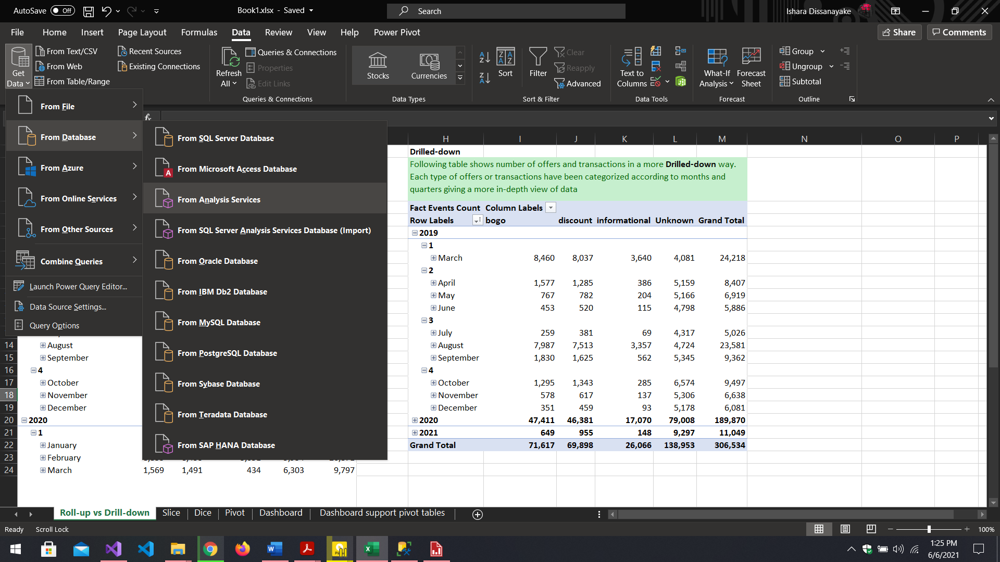 AutoSave Off
Book1.xlsx - Saved
Search
Ishara Dissanayake
File Home Insert Page Layout Formulas Data Review View Help Power Pivot
Share
Comments
Get Data
From Text/CSV
From Web
From Table/Range
Recent Sources
Existing Connections
Refresh All
Queries & Connections
Properties
Edit Links
Queries & Connections
Stocks
Currencies
Data Types
Sort
Filter
Clear
Reapply
Advanced
Sort & Filter
Text to Columns
Data Tools
What-If Analysis
Forecast Sheet
Forecast
Group
Ungroup
Subtotal
Outline
From File
From Database
From Azure
From Online Services
From Other Sources
Combine Queries
Launch Power Query Editor...
Data Source Settings...
Query Options
From SQL Server Database
From Microsoft Access Database
From Analysis Services
From SQL Server Analysis Services Database (Import)
From Oracle Database
From IBM Db2 Database
From MySQL Database
From PostgreSQL Database
From Sybase Database
From Teradata Database
From SAP HANA Database
fx
H I J K L M N O P
Drilled-down
Following table shows number of offers and transactions in a more Drilled-down way.
Each type of offers or transactions have been categorized according to months and
quarters giving a more in-depth view of data
Fact Events Count Column Labels
Row Labels bogo discount informational Unknown Grand Total
2019
1
March 8,460 8,037 3,640 4,081 24,218
2
April 1,577 1,285 386 5,159 8,407
May 767 782 204 5,166 6,919
June 453 520 115 4,798 5,886
3
July 259 381 69 4,317 5,026
August 7,987 7,513 3,357 4,724 23,581
September 1,830 1,625 562 5,345 9,362
4
October 1,295 1,343 285 6,574 9,497
November 578 617 137 5,306 6,638
December 351 459 93 5,178 6,081
2020 47,411 46,381 17,070 79,008 189,870
2021 649 955 148 9,297 11,049
Grand Total 71,617 69,898 26,066 138,953 306,534
14 August
15 September
16 4
17 October
18 November
19 December
20 2020
21 1
22 January
23 February
24 March 1,569 1,491 434 6,303 9,797
Roll-up vs Drill-down Slice Dice Pivot Dashboard Dashboard support pivot tables
Ready Scroll Lock
100%
1:25 PM
6/6/2021